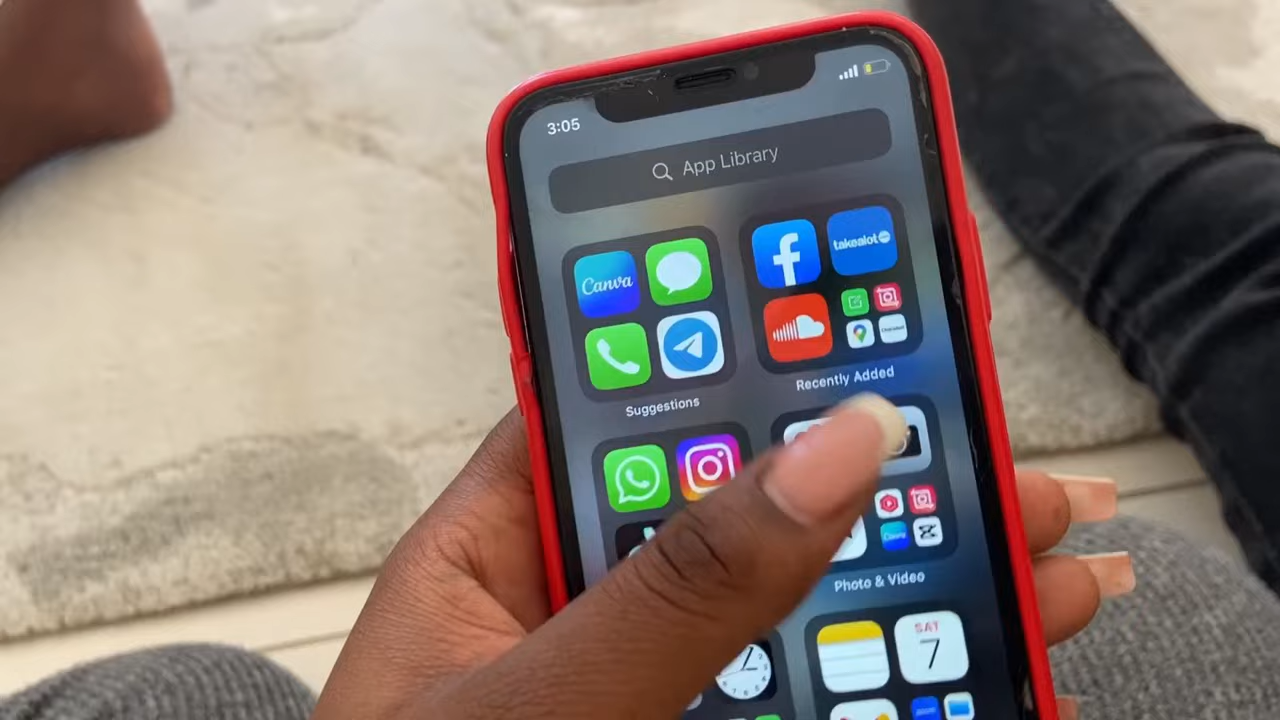 3:05
App Library
Canva
takealot
Suggestions
Recently Added
Photo & Video
SAT
7